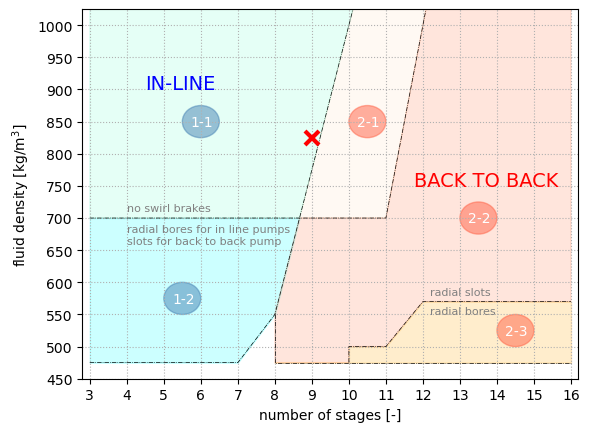 1000
950
900
850
800
750
700
650
600
550
500
450
fluid density [kg/m³]
IN-LINE
1-1
2-1
BACK TO BACK
no swirl brakes
2-2
radial bores for in line pumps
slots for back to back pump
1-2
radial slots
radial bores
2-3
3 4 5 6 7 8 9 10 11 12 13 14 15 16
number of stages [-]